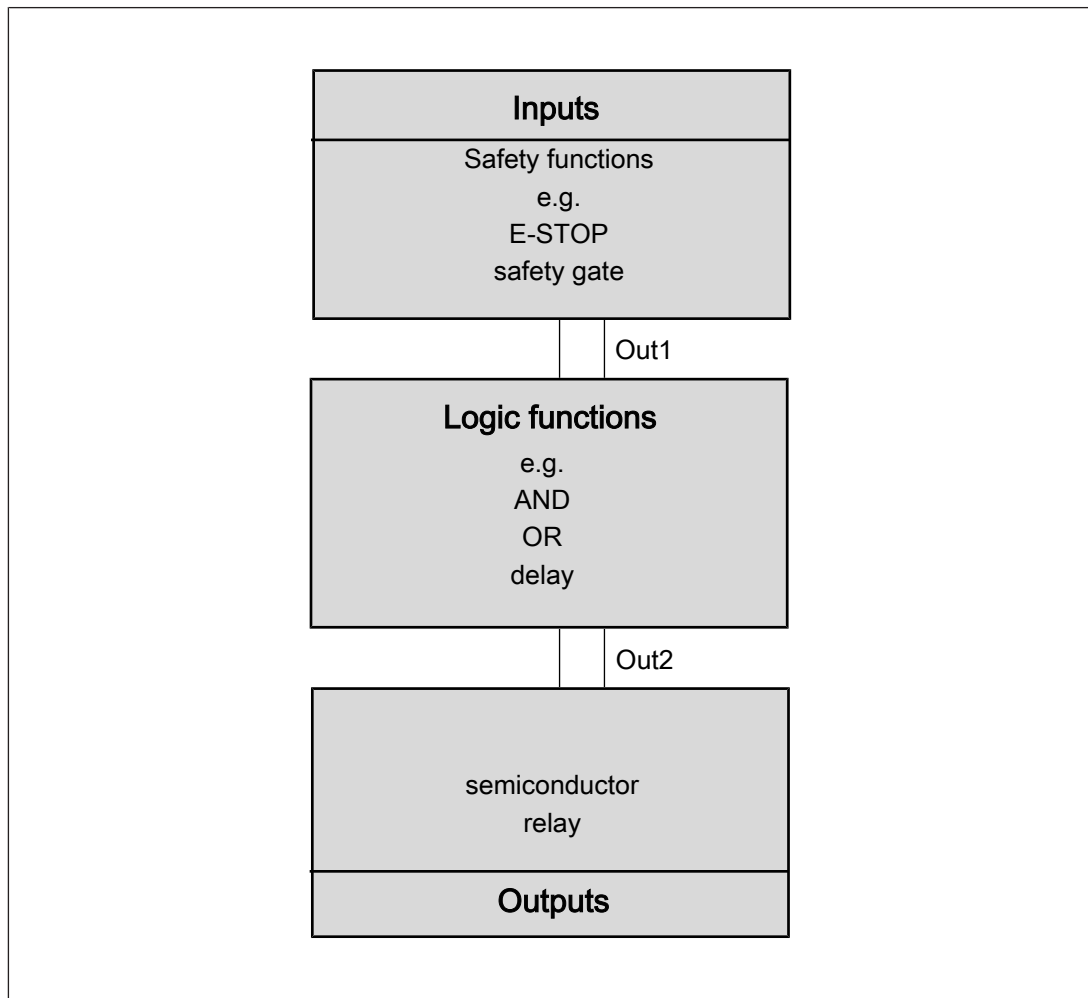 Inputs
Safety functions
e.g.
E-STOP
safety gate
Out1
Logic functions
e.g.
AND
OR
delay
Out2
semiconductor
relay
Outputs